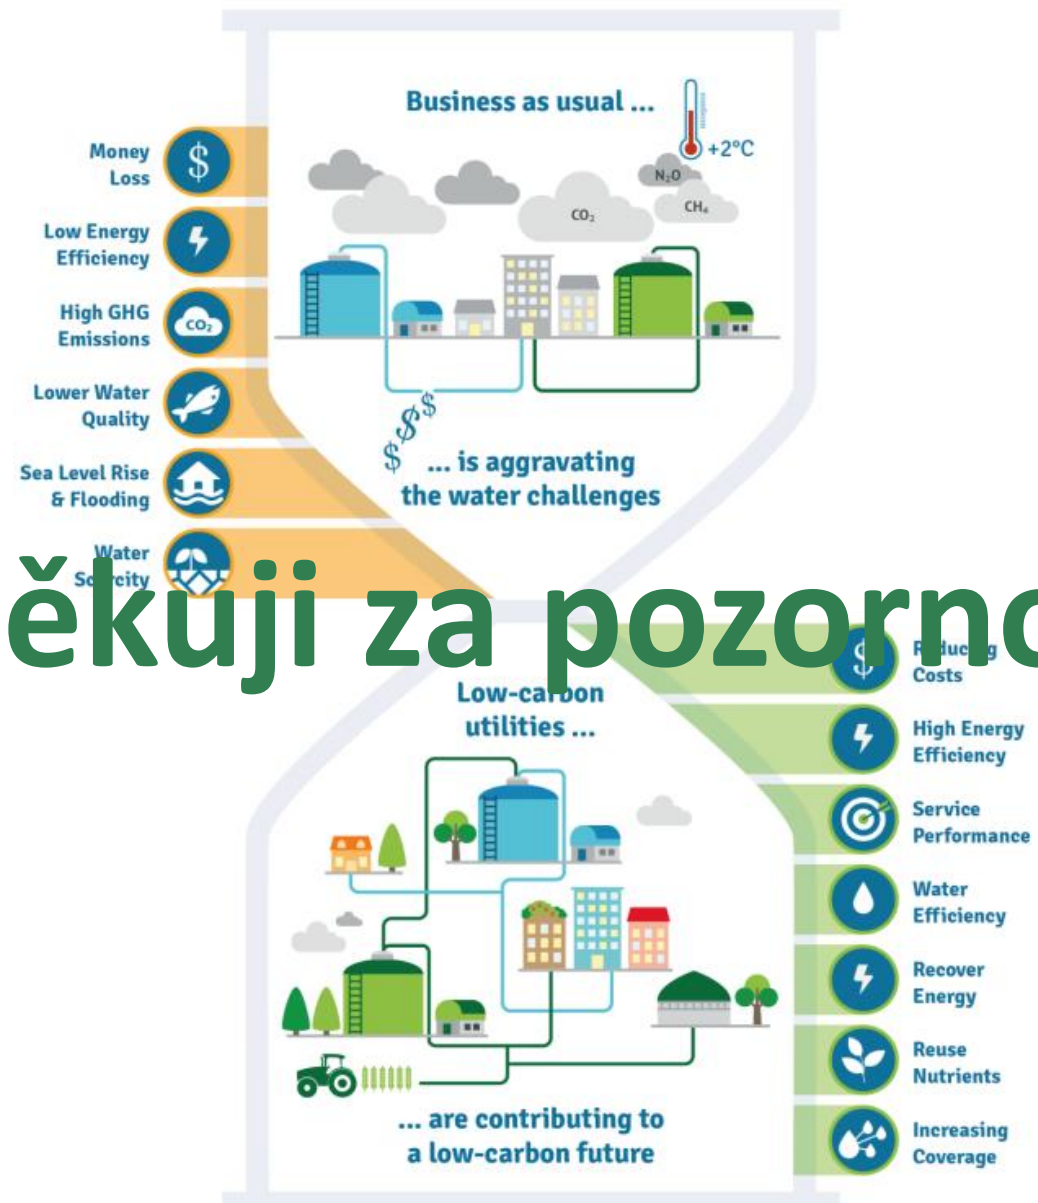 Business as usual ...
+2°C
N₂O
CH₄
CO₂
Money
Loss
Low Energy
Efficiency
High GHG
Emissions
CO₂
Lower Water
Quality
Sea Level Rise
& Flooding
Water
Scarcity
$
$
$
$
... is aggravating
the water challenges
ěkuji za pozorno
Low-carbon
utilities ...
$
Reducing
Costs
High Energy
Efficiency
Service
Performance
Water
Efficiency
Recover
Energy
Reuse
Nutrients
Increasing
Coverage
... are contributing to
a low-carbon future